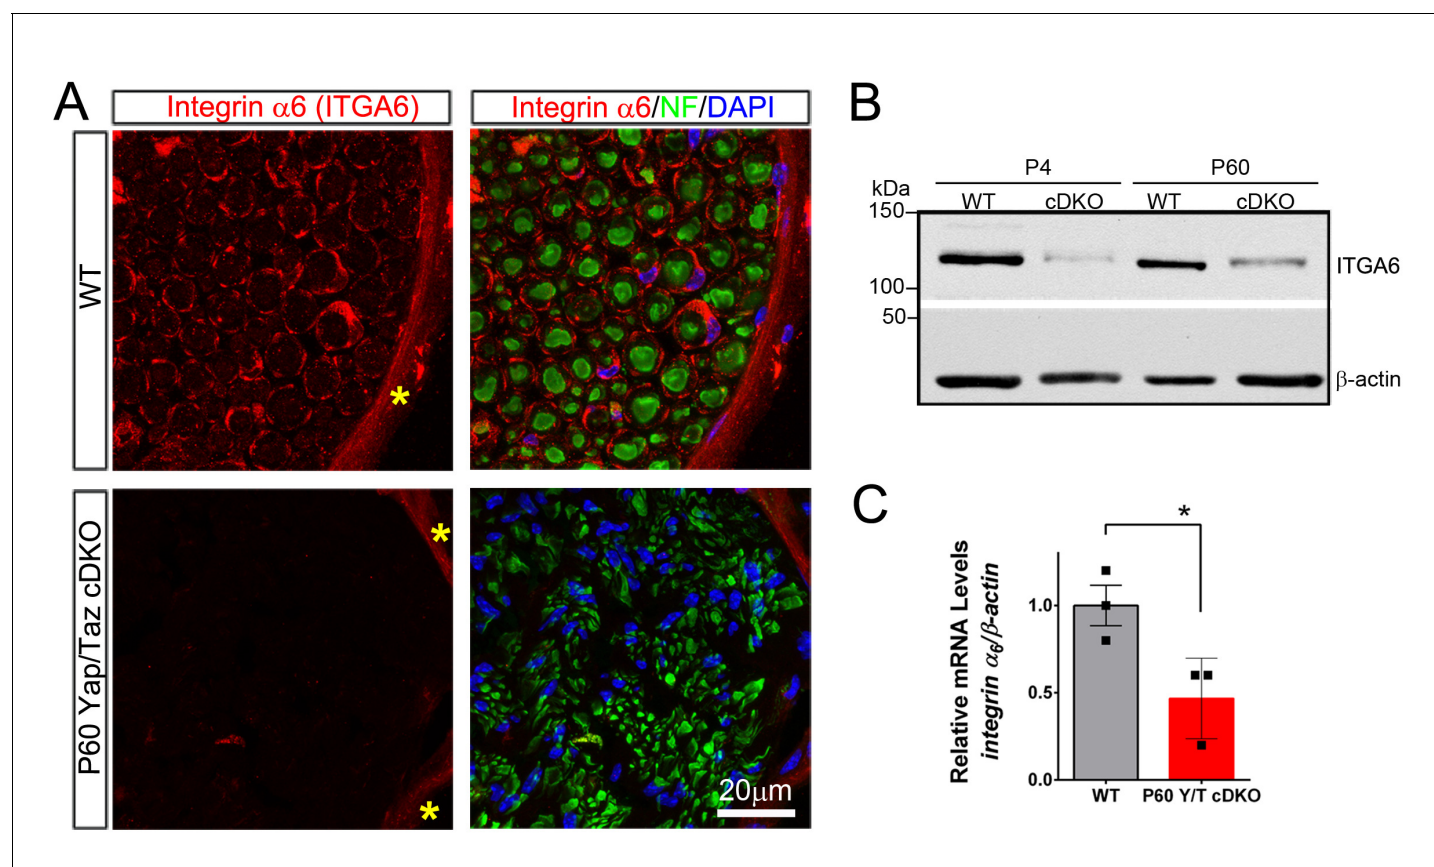 A
Integrin α6 (ITGA6)
Integrin α6/NF/DAPI
WT
P60 Yap/Taz cDKO
*
*
*
20μm
B
P4 P60
kDa WT cDKO WT cDKO
150
ITGA6
100
50
β-actin
C
*
Relative mRNA Levels
integrin α6/β-actin
1.0
0.5
0.0
WT P60 Y/T cDKO